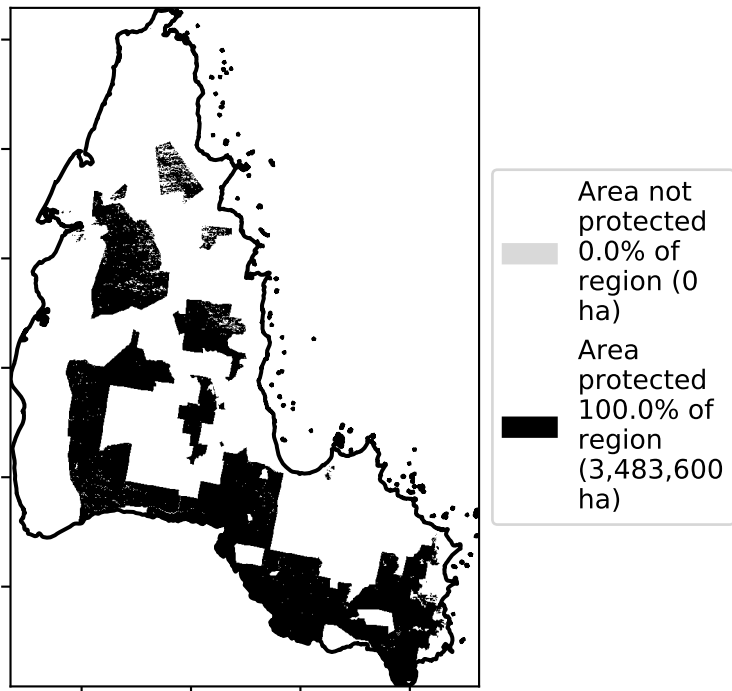 Area not
protected
0.0% of
region (0
ha)
Area
protected
100.0% of
region
(3,483,600
ha)